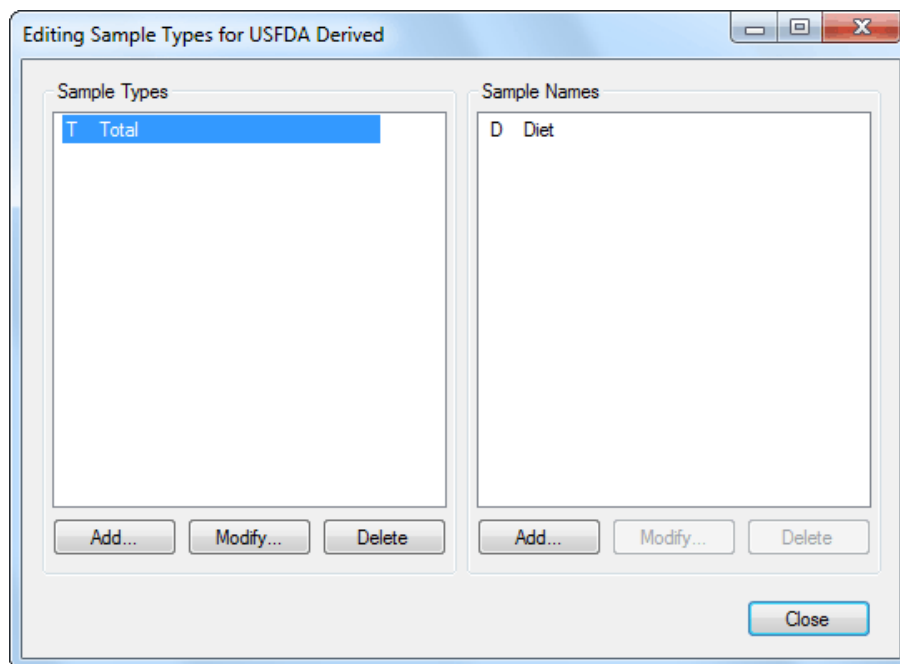 Editing Sample Types for USFDA Derived
Sample Types
T Total
Add...
Modify...
Delete
Sample Names
D Diet
Add...
Modify...
Delete
Close